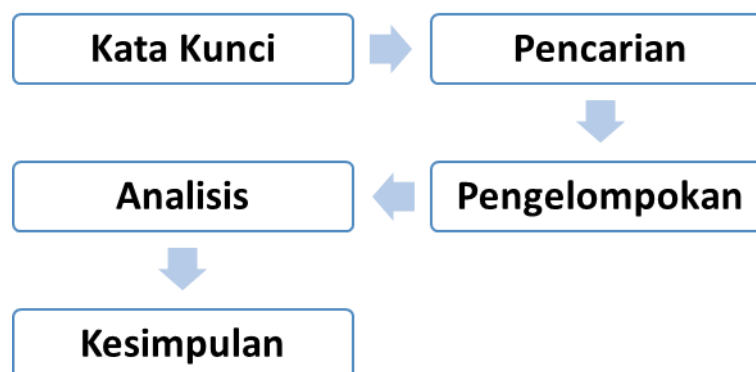 Kata Kunci
Pencarian
Pengelompokan
Analisis
Kesimpulan